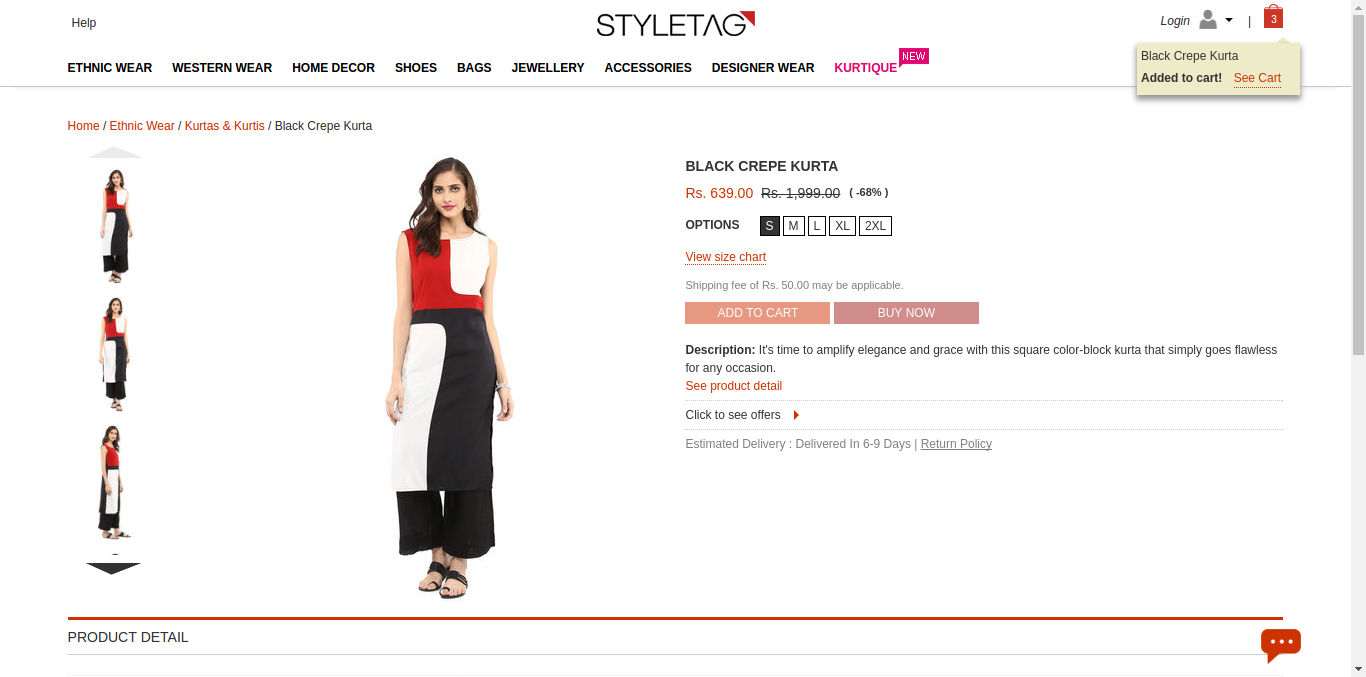 Help
STYLETAG
Login
|
3
ETHNIC WEAR WESTERN WEAR HOME DECOR SHOES BAGS JEWELLERY ACCESSORIES DESIGNER WEAR KURTIQUE NEW
Black Crepe Kurta
Added to cart! See Cart
Home / Ethnic Wear / Kurtas & Kurtis / Black Crepe Kurta
BLACK CREPE KURTA
Rs. 639.00 Rs. 1,999.00 ( -68% )
OPTIONS S M L XL 2XL
View size chart
Shipping fee of Rs. 50.00 may be applicable.
ADD TO CART BUY NOW
Description: It's time to amplify elegance and grace with this square color-block kurta that simply goes flawless
for any occasion.
See product detail
Click to see offers
Estimated Delivery : Delivered In 6-9 Days | Return Policy
PRODUCT DETAIL